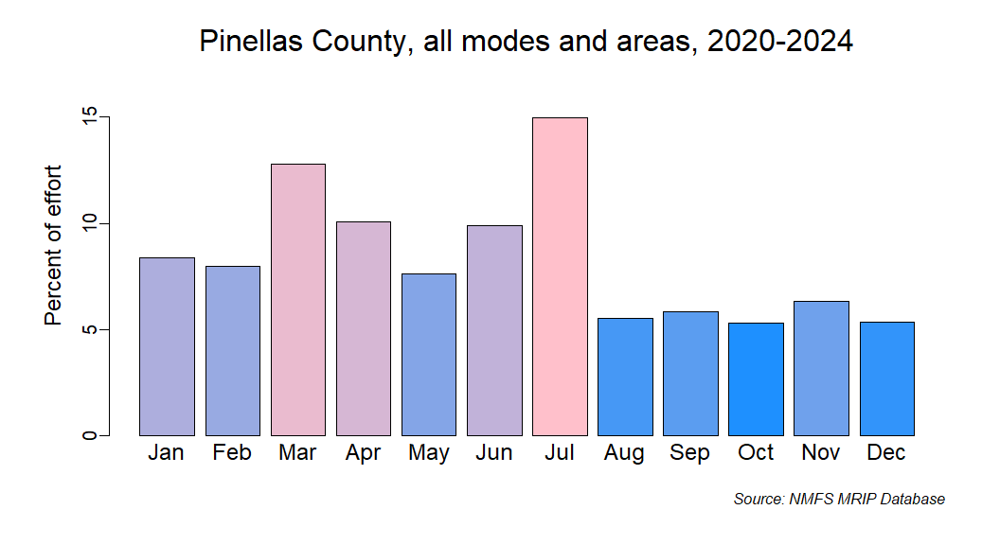 Pinellas County, all modes and areas, 2020-2024
Percent of effort
15
10
5
0
Jan Feb Mar Apr May Jun Jul Aug Sep Oct Nov Dec
Source: NMFS MRIP Database